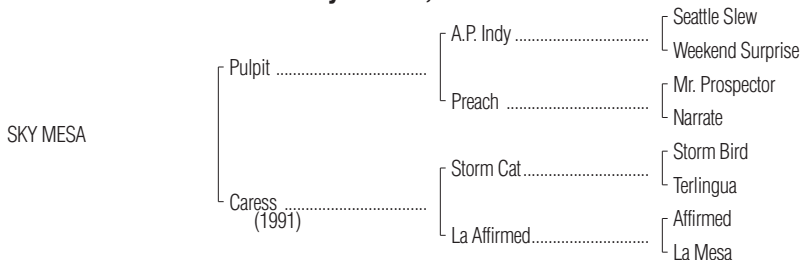 Seattle Slew
A.P. Indy ....................................
Weekend Surprise
Pulpit ........................................
Mr. Prospector
Preach ......................................
Narrate
SKY MESA
Storm Bird
Storm Cat.................................
Terlingua
Caress ......................................
(1991)
Affirmed
La Affirmed...............................
La Mesa